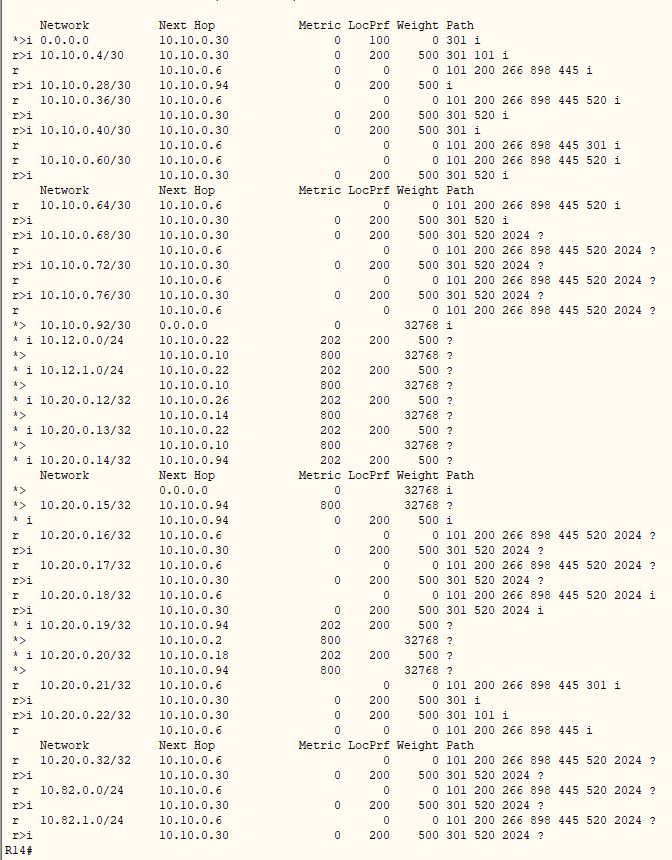 Network          Next Hop            Metric LocPrf Weight Path
 *>i 0.0.0.0          10.10.0.30               0    100      0 301 i
 r>i 10.10.0.4/30     10.10.0.30               0    200    500 301 101 i
 r                    10.10.0.6                0      0      0 101 200 266 898 445 i
 r>i 10.10.0.28/30    10.10.0.94               0    200    500 i
 r   10.10.0.36/30    10.10.0.6                       0      0 101 200 266 898 445 520 i
 r>i                  10.10.0.30               0    200    500 301 520 i
 r>i 10.10.0.40/30    10.10.0.30               0    200    500 301 i
 r                    10.10.0.6                       0      0 101 200 266 898 445 301 i
 r   10.10.0.60/30    10.10.0.6                       0      0 101 200 266 898 445 520 i
 r>i                  10.10.0.30               0    200    500 301 520 i
     Network          Next Hop            Metric LocPrf Weight Path
 r   10.10.0.64/30    10.10.0.6                       0      0 101 200 266 898 445 520 i
 r>i                  10.10.0.30               0    200    500 301 520 i
 r>i 10.10.0.68/30    10.10.0.30               0    200    500 301 520 2024 ?
 r                    10.10.0.6                       0      0 101 200 266 898 445 520 2024 ?
 r>i 10.10.0.72/30    10.10.0.30               0    200    500 301 520 2024 ?
 r                    10.10.0.6                       0      0 101 200 266 898 445 520 2024 ?
 r>i 10.10.0.76/30    10.10.0.30               0    200    500 301 520 2024 ?
 r                    10.10.0.6                       0      0 101 200 266 898 445 520 2024 ?
 *>  10.10.0.92/30    0.0.0.0                  0         32768 i
 * i 10.12.0.0/24     10.10.0.22             202    200    500 ?
 *>                   10.10.0.10             800         32768 ?
 * i 10.12.1.0/24     10.10.0.22             202    200    500 ?
 *>                   10.10.0.10             800         32768 ?
 * i 10.20.0.12/32    10.10.0.26             202    200    500 ?
 *>                   10.10.0.14             800         32768 ?
 * i 10.20.0.13/32    10.10.0.22             202    200    500 ?
 *>                   10.10.0.10             800         32768 ?
 * i 10.20.0.14/32    10.10.0.94             202    200    500 ?
     Network          Next Hop            Metric LocPrf Weight Path
 *>                   0.0.0.0                  0         32768 i
 *>  10.20.0.15/32    10.10.0.94             800         32768 ?
 * i                  10.10.0.94               0    200    500 i
 r   10.20.0.16/32    10.10.0.6                       0      0 101 200 266 898 445 520 2024 ?
 r>i                  10.10.0.30               0    200    500 301 520 2024 ?
 r   10.20.0.17/32    10.10.0.6                       0      0 101 200 266 898 445 520 2024 ?
 r>i                  10.10.0.30               0    200    500 301 520 2024 ?
 r   10.20.0.18/32    10.10.0.6                       0      0 101 200 266 898 445 520 2024 i
 r>i                  10.10.0.30               0    200    500 301 520 2024 i
 * i 10.20.0.19/32    10.10.0.94             202    200    500 ?
 *>                   10.10.0.2              800         32768 ?
 * i 10.20.0.20/32    10.10.0.18             202    200    500 ?
 *>                   10.10.0.94             800         32768 ?
 r   10.20.0.21/32    10.10.0.6                       0      0 101 200 266 898 445 301 i
 r>i                  10.10.0.30               0    200    500 301 i
 r>i 10.20.0.22/32    10.10.0.30               0    200    500 301 101 i
 r                    10.10.0.6                0      0      0 101 200 266 898 445 i
     Network          Next Hop            Metric LocPrf Weight Path
 r   10.20.0.32/32    10.10.0.6                       0      0 101 200 266 898 445 520 2024 ?
 r>i                  10.10.0.30               0    200    500 301 520 2024 ?
 r   10.82.0.0/24     10.10.0.6                       0      0 101 200 266 898 445 520 2024 ?
 r>i                  10.10.0.30               0    200    500 301 520 2024 ?
 r   10.82.1.0/24     10.10.0.6                       0      0 101 200 266 898 445 520 2024 ?
 r>i                  10.10.0.30               0    200    500 301 520 2024 ?
R14#